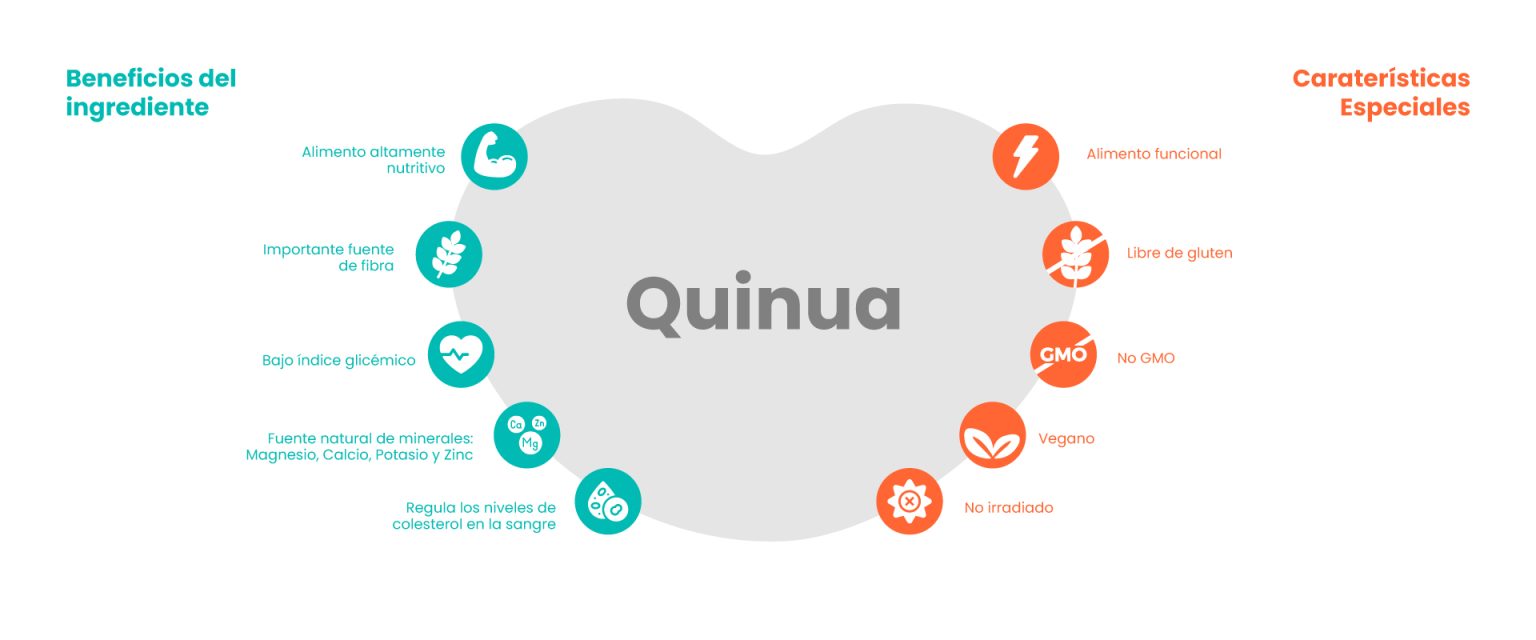 Beneficios del
ingrediente
Alimento altamente
nutritivo
Importante fuente
de fibra
Bajo índice glicémico
Fuente natural de minerales:
Magnesio, Calcio, Potasio y Zinc
Ca
Zn
Mg
Regula los niveles de
colesterol en la sangre
Quinua
Caraterísticas
Especiales
Alimento funcional
Libre de gluten
GMO
No GMO
Vegano
No irradiado